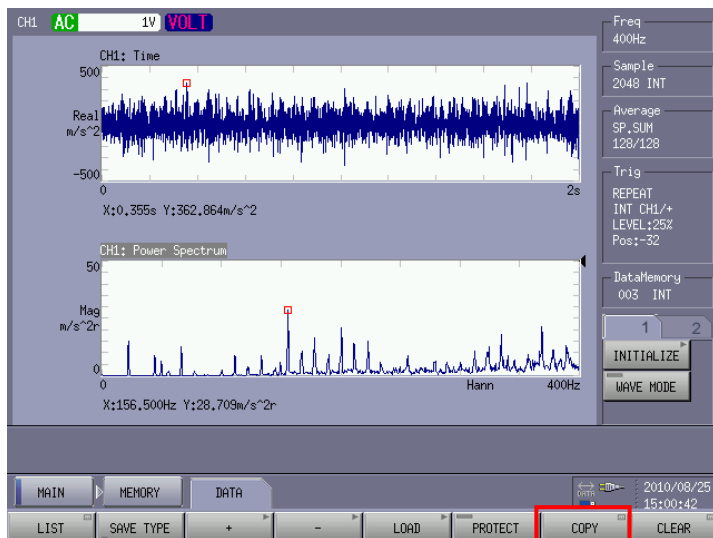 CH1 AC 1V VOLT
CH1: Time
500
Real
m/s^2
-500
0 2s
X:0.355s Y:362.864m/s^2
CH1: Power Spectrum
50
Mag
m/s^2r
0
0 Hann 400Hz
X:156.500Hz Y:28.709m/s^2r
Freq
400Hz
Sample
2048 INT
Average
SP.SUM
128/128
Trig
REPEAT
INT CH1/+
LEVEL:25%
Pos:-32
DataMemory
003 INT
1 2
INITIALIZE
WAVE MODE
MAIN MEMORY DATA
DATA
2010/08/25
15:00:42
LIST SAVE TYPE + - LOAD PROTECT COPY CLEAR